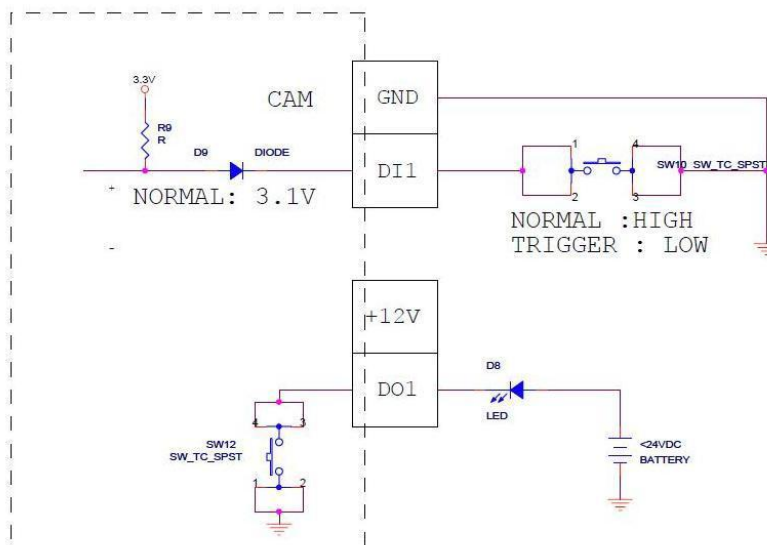 3.3V
CAM
GND
R9
R
D9
DIODE
DI1
1
4
SW10 SW_TC_SPST
+
NORMAL: 3.1V
2
3
NORMAL :HIGH
TRIGGER : LOW
-
+12V
D8
DO1
LED
4
3
SW12
SW_TC_SPST
<24VDC
BATTERY
1
2